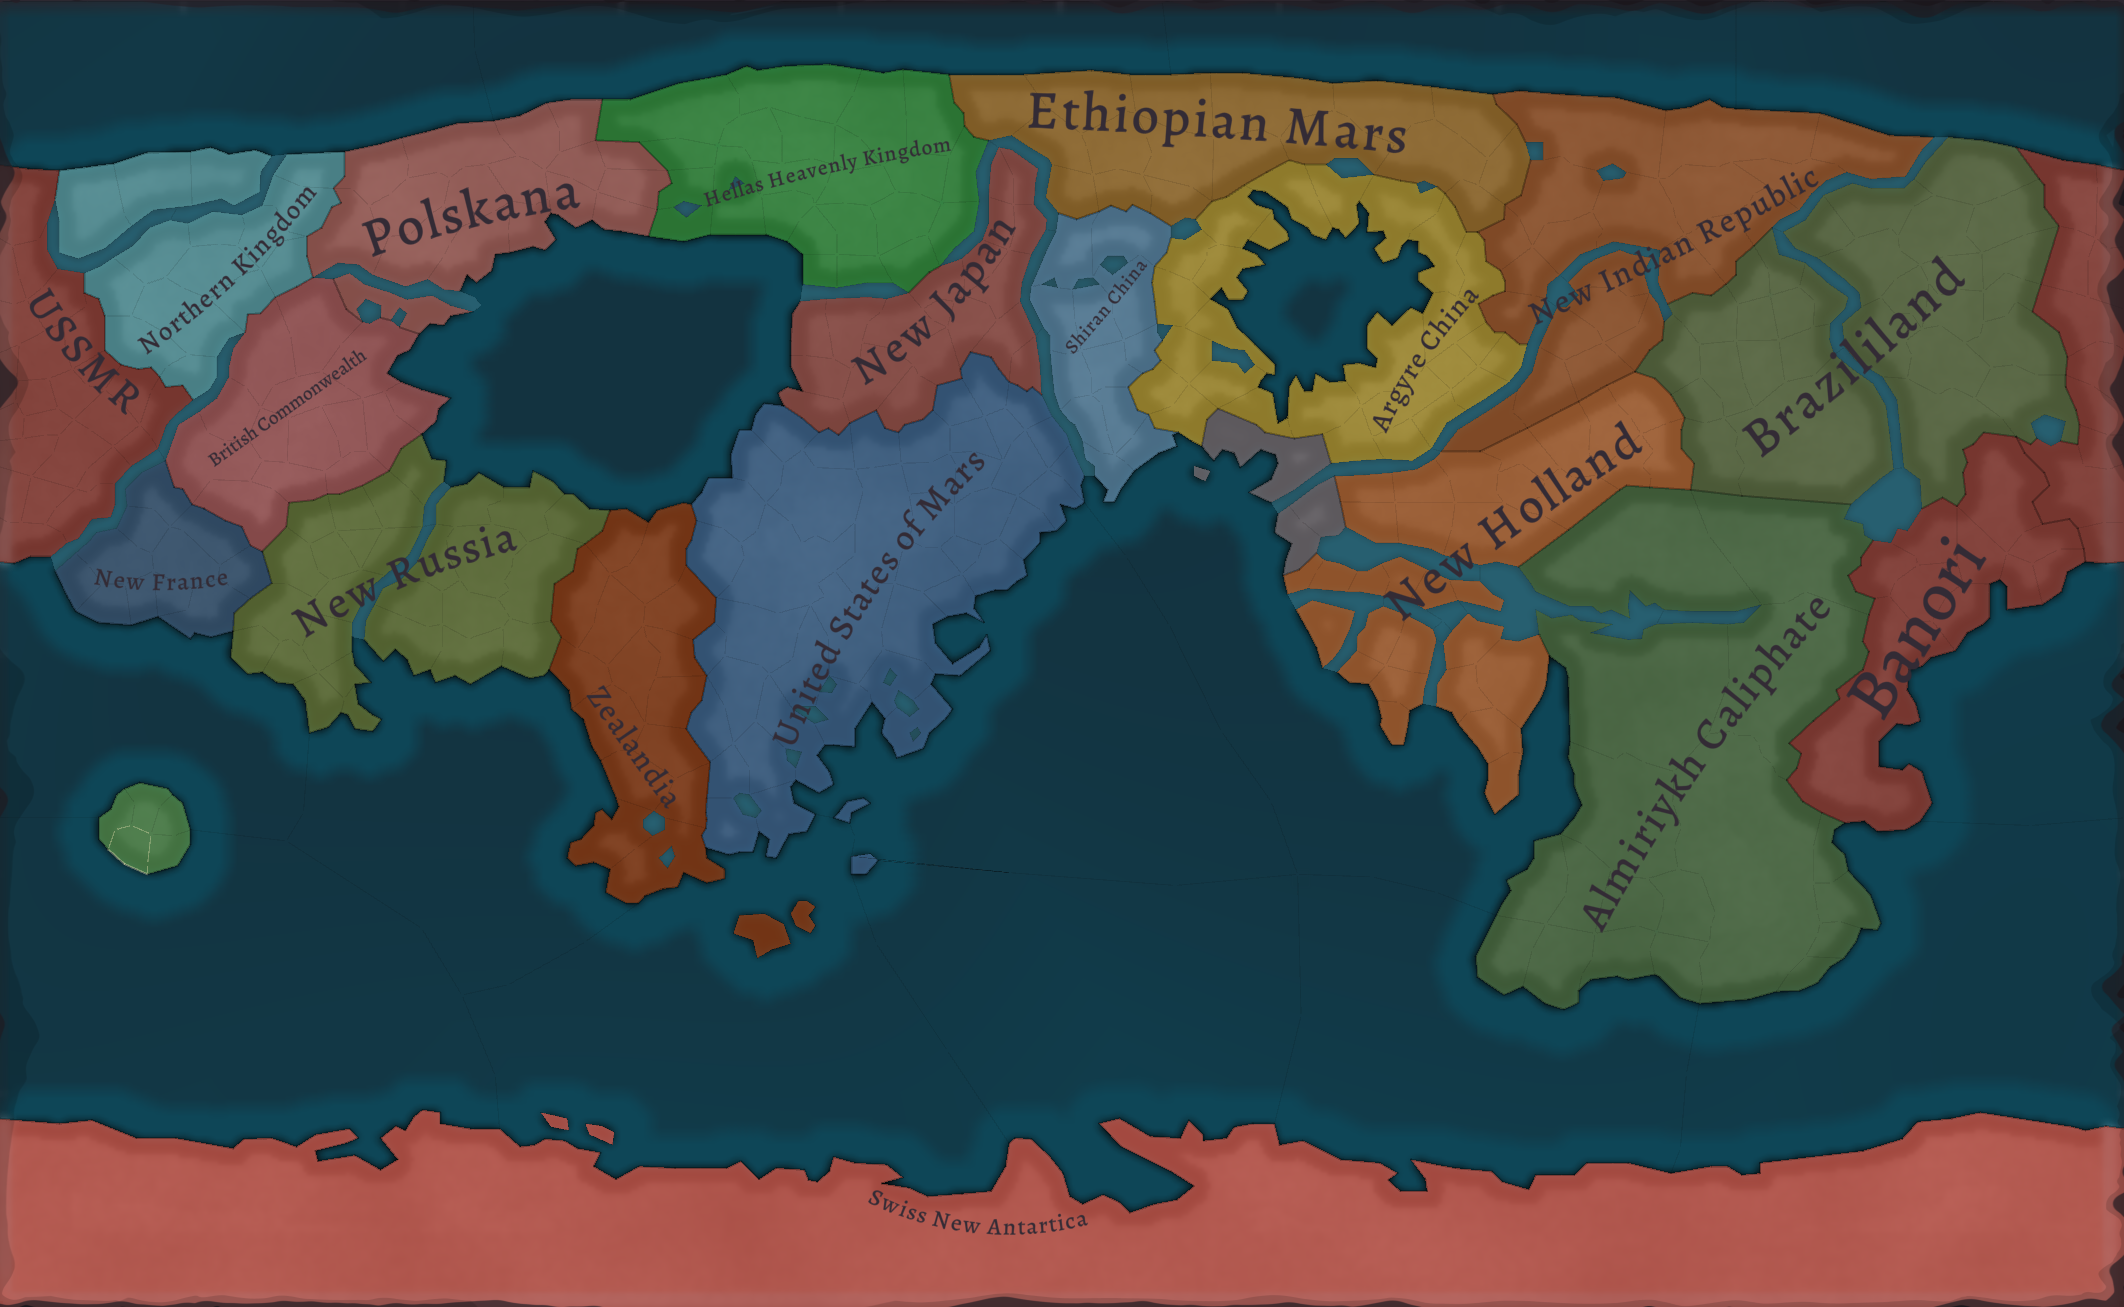 Ethiopian Mars
Hellas Heavenly Kingdom
Polskana
Northern Kingdom
New Indian Republic
USSMR
New Japan
Shiran China
Argyre China
Brazililand
British Commonwealth
New Holland
New France
New Russia
United States of Mars
Banori
Zealandia
Almiriykh Caliphate
Swiss New Antartica